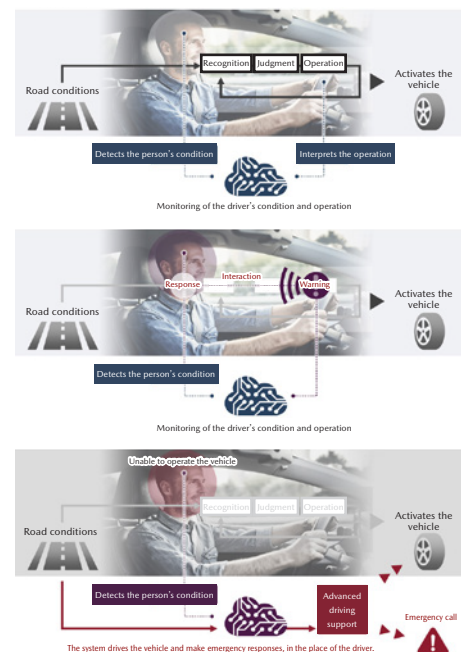 Recognition
Judgment
Operation
Road conditions
Activates the
vehicle
Detects the person's condition
Interprets the operation
Monitoring of the driver's condition and operation
Interaction
Response
Warning
Road conditions
Activates the
vehicle
Detects the person's condition
Monitoring of the driver's condition and operation
Unable to operate the vehicle
Recognition
Judgment
Operation
Road conditions
Activates the
vehicle
Detects the person's condition
Advanced
driving
support
Emergency call
The system drives the vehicle and make emergency responses, in the place of the driver.